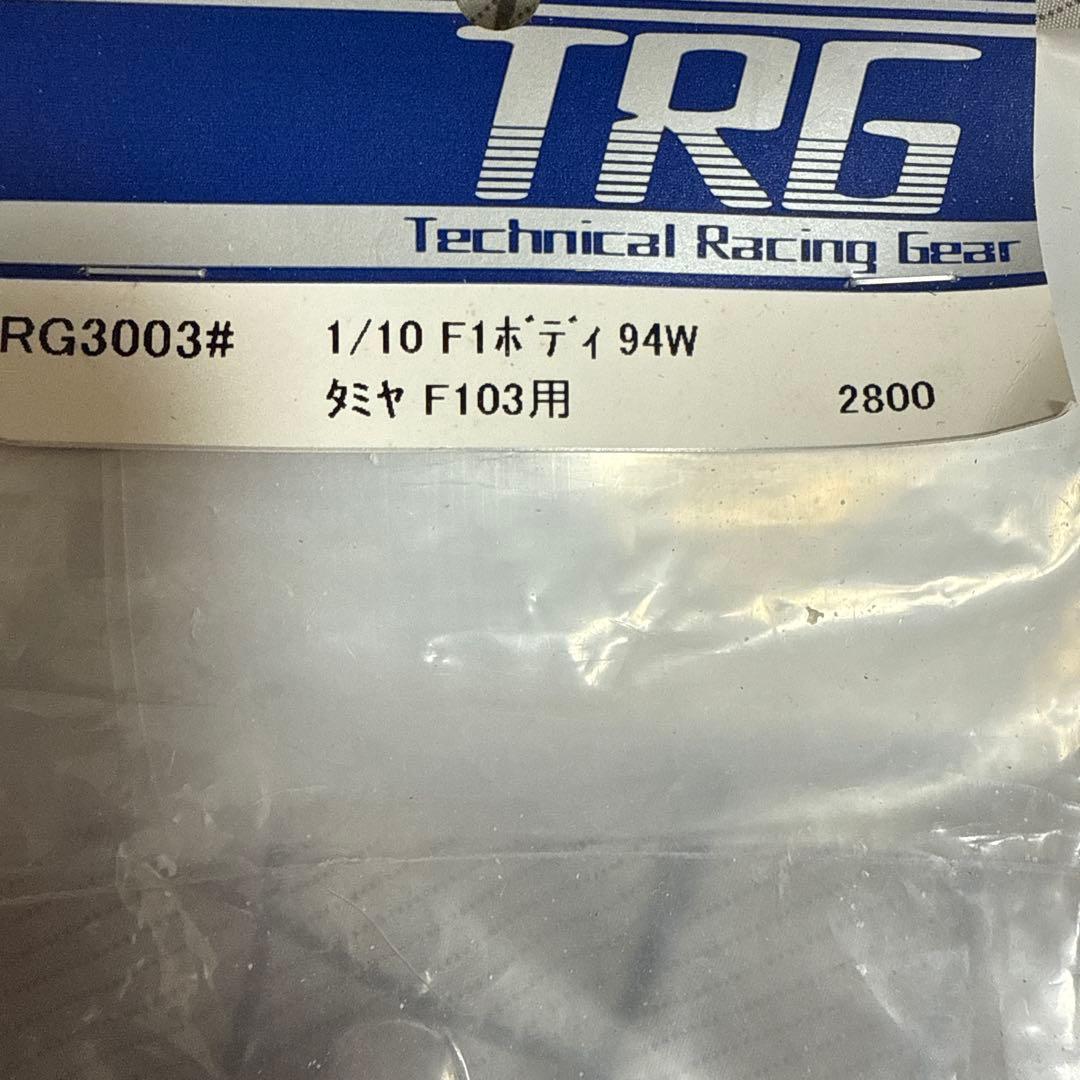 TRG
Technical Racing Gear
RG3003# 1/10 F1ﾎﾞﾃﾞｨ 94W
ﾀﾐﾔ F103用 2800